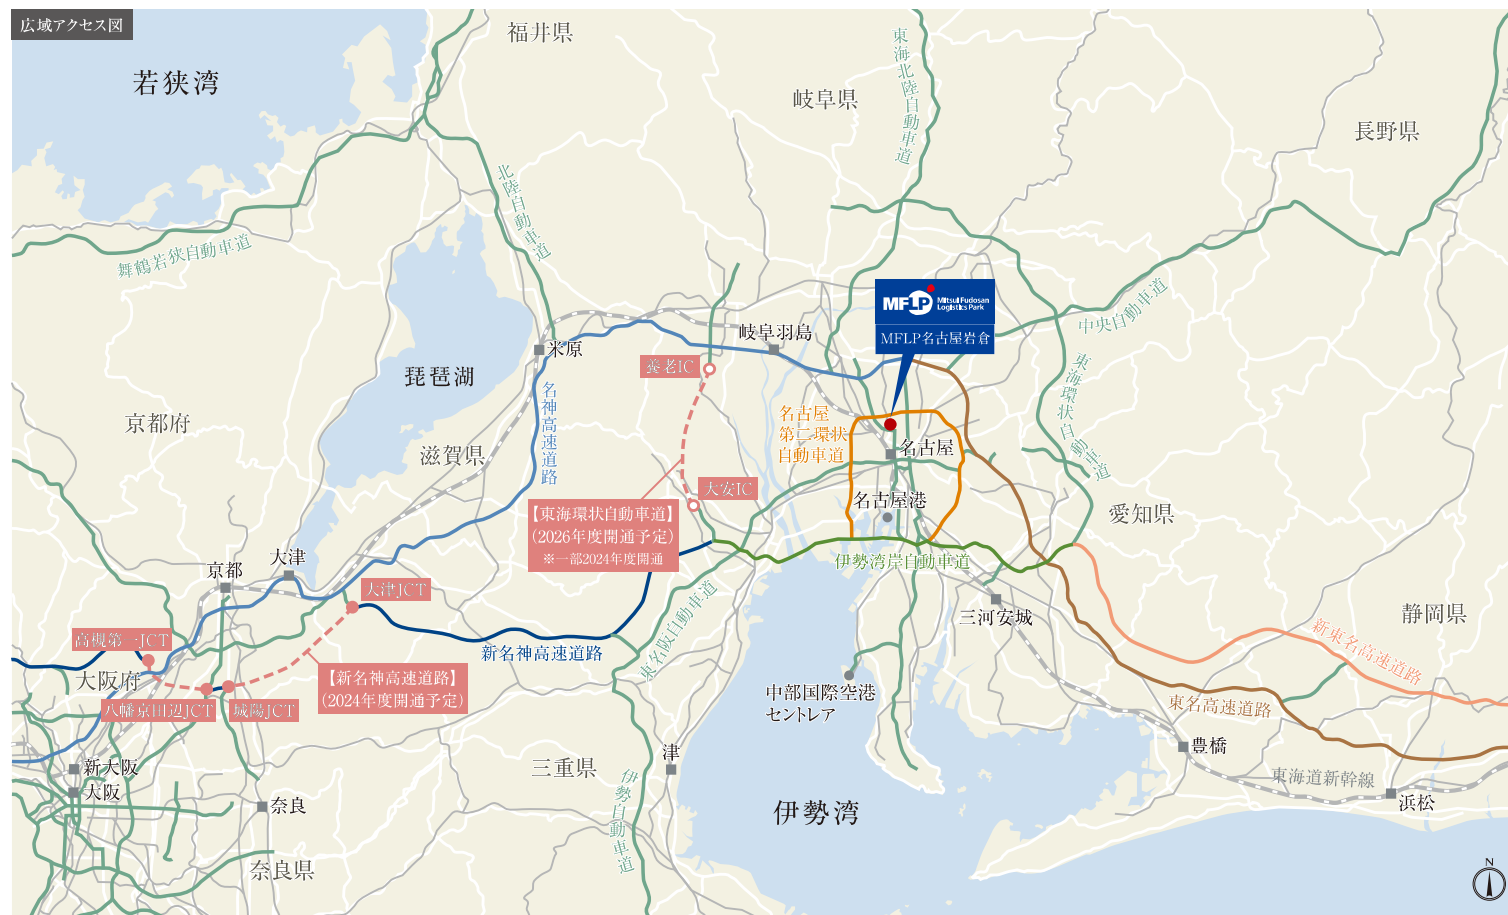 広域アクセス図
福井県
若狭湾
東海北陸自動車道
岐阜県
長野県
北陸自動車道
舞鶴若狭自動車道
MFLP
Mitsui Fudosan
Logistics Park
MFLP名古屋岩倉
中央自動車道
岐阜羽島
米原
養老IC
琵琶湖
名神高速道路
東海環状自動車道
京都府
名古屋
第二環状
自動車道
滋賀県
名古屋
大安IC
名古屋港
愛知県
【東海環状自動車道】
(2026年度開通予定)
※一部2024年度開通
大津
京都
伊勢湾岸自動車道
大津JCT
東名阪自動車道
三河安城
静岡県
高槻第一JCT
新名神高速道路
新東名高速道路
大阪府
【新名神高速道路】
(2024年度開通予定)
中部国際空港
セントレア
八幡京田辺JCT
城陽JCT
東名高速道路
津
豊橋
新大阪
三重県
東海道新幹線
大阪
奈良
伊勢自動車道
伊勢湾
浜松
奈良県
N